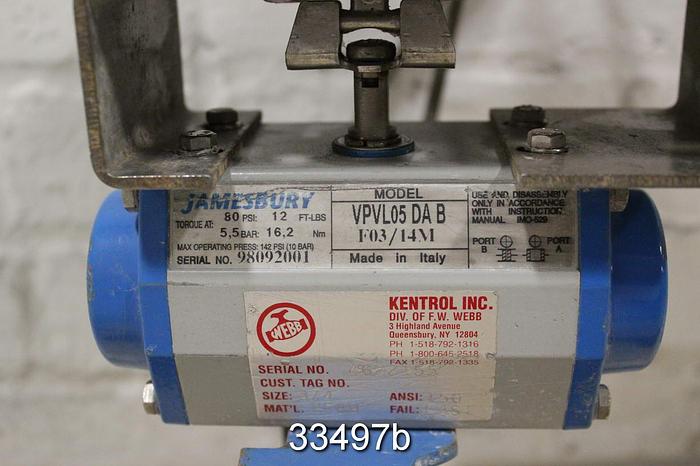 JAMESBURY
TORQUE AT: 80 PSI: 12 FT-LBS
5,5 BAR: 16,2 Nm
MAX OPERATING PRESS: 142 PSI (10 BAR)
SERIAL NO. 98092001
MODEL
VPVL05 DA B
F03/14M
Made in Italy
USE AND DISASSEMBLY
ONLY IN ACCORDANCE
WITH INSTRUCTION
MANUAL IMO-529
PORT B
PORT A
WEBB
KENTROL INC.
DIV. OF F.W. WEBB
3 Highland Avenue
Queensbury, NY 12804
PH 1-518-792-1316
PH 1-800-645-2518
FAX 1-518-792-1335
SERIAL NO.
CUST. TAG NO.
SIZE:
ANSI:
MAT'L.
FAIL:
33497b